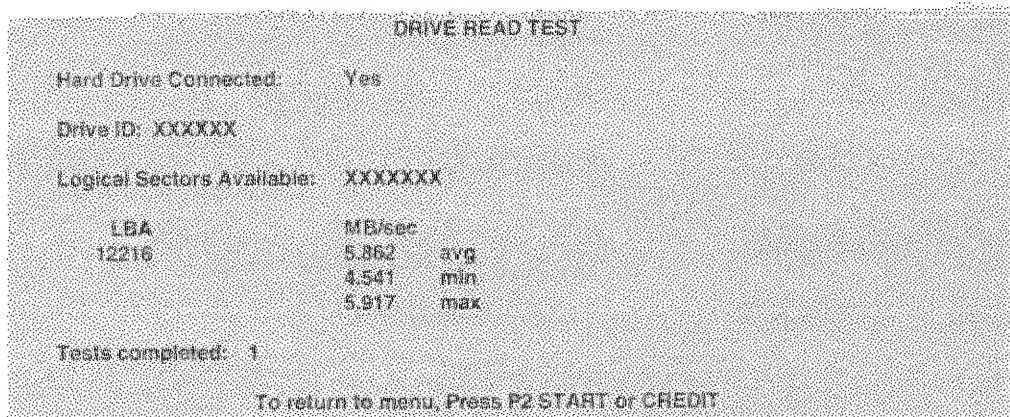 DRIVE READ TEST
Hard Drive Connected: Yes
Drive ID: XXXXXX
Logical Sectors Available: XXXXXXX
LBA MB/sec
12216 5.862 avg
4.541 min
5.917 max
Tests completed: 1
To return to menu, Press P2 START or CREDIT